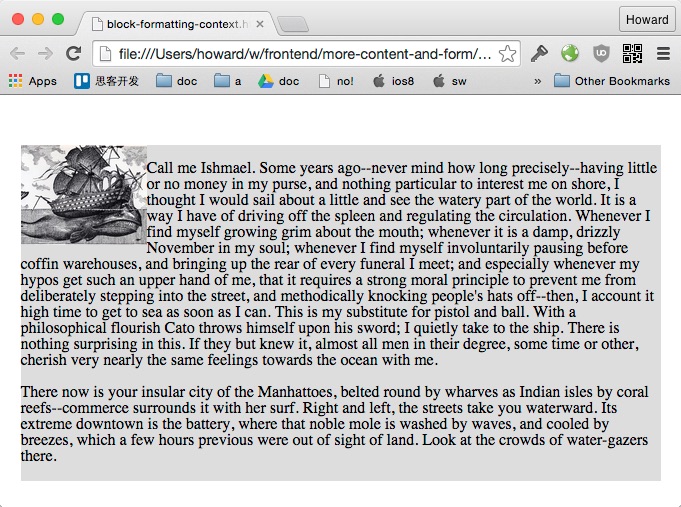 block-formatting-context.h
Howard
file:///Users/howard/w/frontend/more-content-and-form/...
Apps 思客开发 doc a doc no! ios8 sw » Other Bookmarks
Call me Ishmael. Some years ago--never mind how long precisely--having little
or no money in my purse, and nothing particular to interest me on shore, I
thought I would sail about a little and see the watery part of the world. It is a
way I have of driving off the spleen and regulating the circulation. Whenever I
find myself growing grim about the mouth; whenever it is a damp, drizzly
November in my soul; whenever I find myself involuntarily pausing before
coffin warehouses, and bringing up the rear of every funeral I meet; and especially whenever my
hypos get such an upper hand of me, that it requires a strong moral principle to prevent me from
deliberately stepping into the street, and methodically knocking people's hats off--then, I account it
high time to get to sea as soon as I can. This is my substitute for pistol and ball. With a
philosophical flourish Cato throws himself upon his sword; I quietly take to the ship. There is
nothing surprising in this. If they but knew it, almost all men in their degree, some time or other,
cherish very nearly the same feelings towards the ocean with me.
There now is your insular city of the Manhattoes, belted round by wharves as Indian isles by coral
reefs--commerce surrounds it with her surf. Right and left, the streets take you waterward. Its
extreme downtown is the battery, where that noble mole is washed by waves, and cooled by
breezes, which a few hours previous were out of sight of land. Look at the crowds of water-gazers
there.